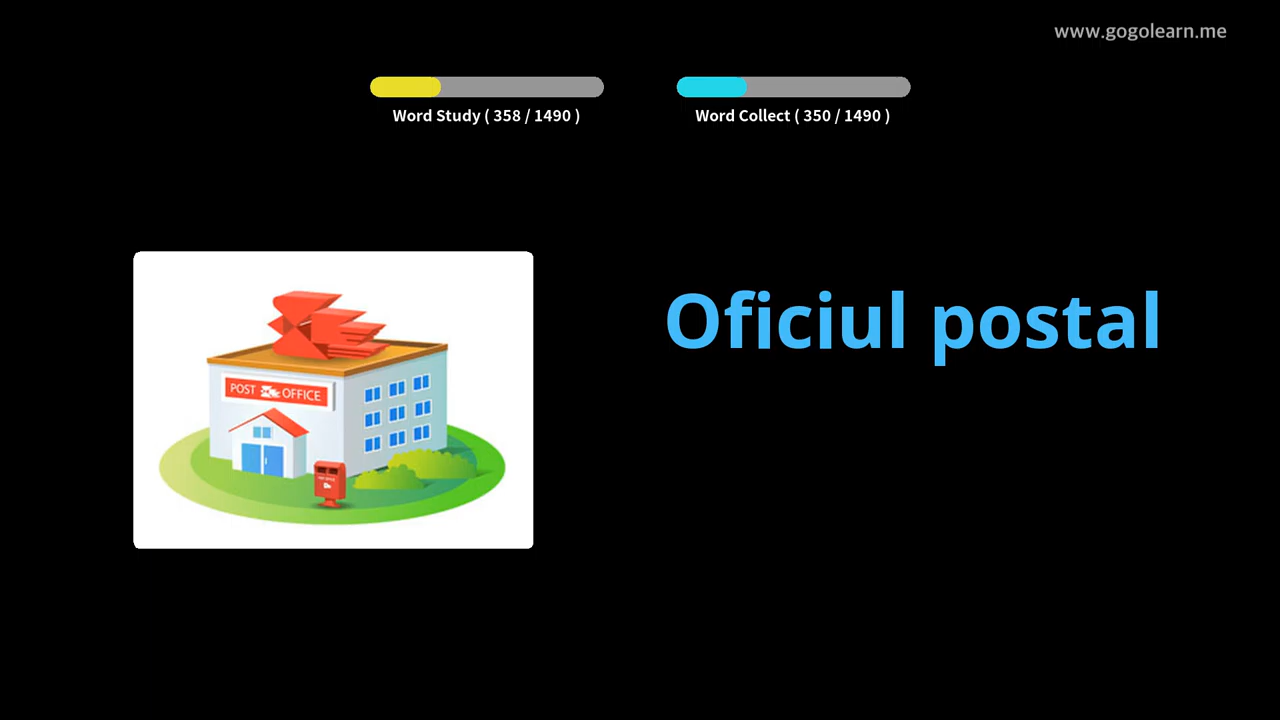 www.gogolearn.me
Word Study ( 358 / 1490 )
Word Collect ( 350 / 1490 )
Oficiul postal
POST OFFICE